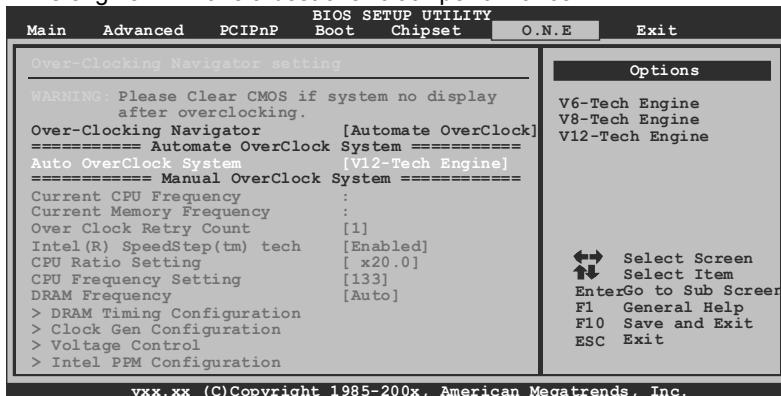 BIOS SETUP UTILITY
Main Advanced PCIPnP Boot Chipset O.N.E Exit
Over-Clocking Navigator setting
WARNING: Please Clear CMOS if system no display
after overclocking.
Over-Clocking Navigator [Automate OverClock]
=========== Automate OverClock System ===========
Auto OverClock System [V12-Tech Engine]
============ Manual OverClock System ============
Current CPU Frequency :
Current Memory Frequency :
Over Clock Retry Count [1]
Intel(R) SpeedStep(tm) tech [Enabled]
CPU Ratio Setting [ x20.0]
CPU Frequency Setting [133]
DRAM Frequency [Auto]
> DRAM Timing Configuration
> Clock Gen Configuration
> Voltage Control
> Intel PPM Configuration
Options
V6-Tech Engine
V8-Tech Engine
V12-Tech Engine
Select Screen
Select Item
Enter Go to Sub Screen
F1 General Help
F10 Save and Exit
ESC Exit
vxx.xx (C)Copyright 1985-200x, American Megatrends, Inc.